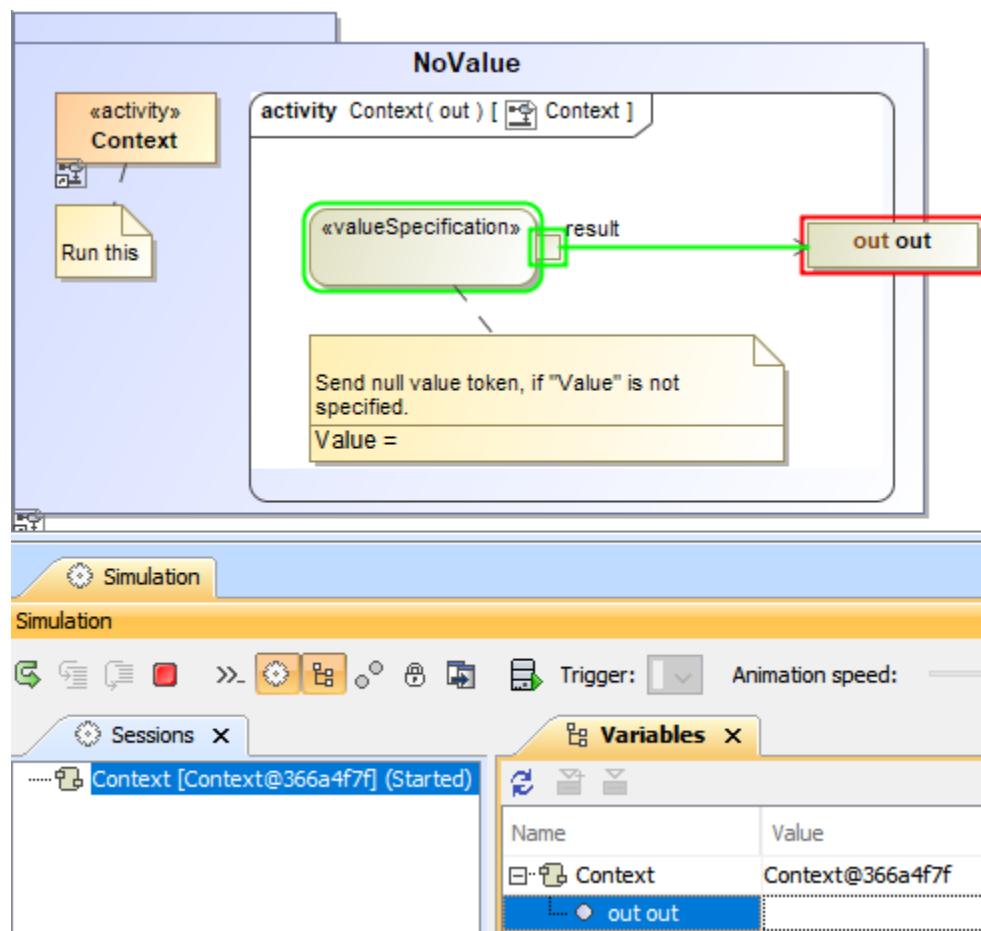 NoValue
«activity»
Context
Run this
activity Context( out ) [ Context ]
«valueSpecification»
result
out out
Send null value token, if "Value" is not
specified.
Value =
Simulation
Simulation
Trigger:
Animation speed:
Sessions
Context [Context@366a4f7f] (Started)
Variables
Name Value
Context Context@366a4f7f
out out